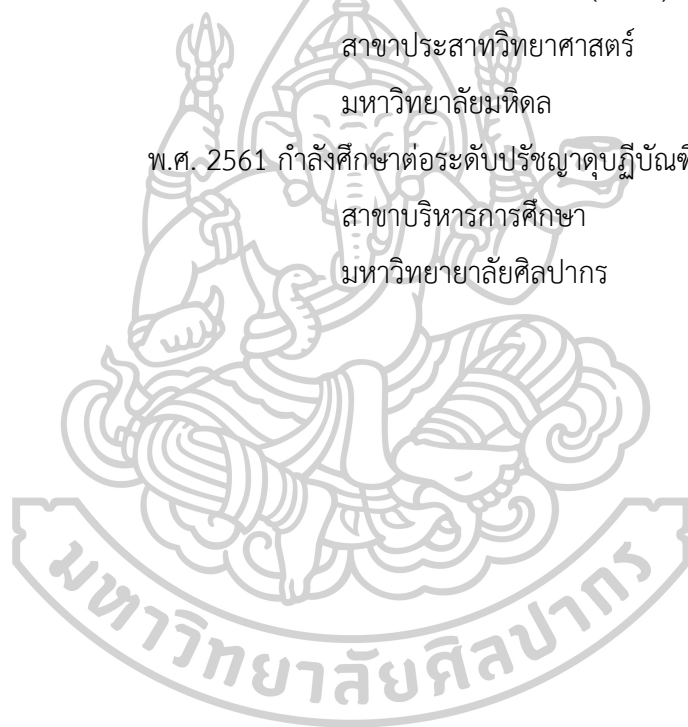 สาขาประสาทวิทยาศาสตร์
มหาวิทยาลัยมหิดล
พ.ศ. 2561 กำลังศึกษาต่อระดับปรัชญาดุษฎีบัณฑิ
สาขาบริหารการศึกษา
มหาวิทยายาลัยศิลปากร
มหาวิทยาลัยศิลปากร